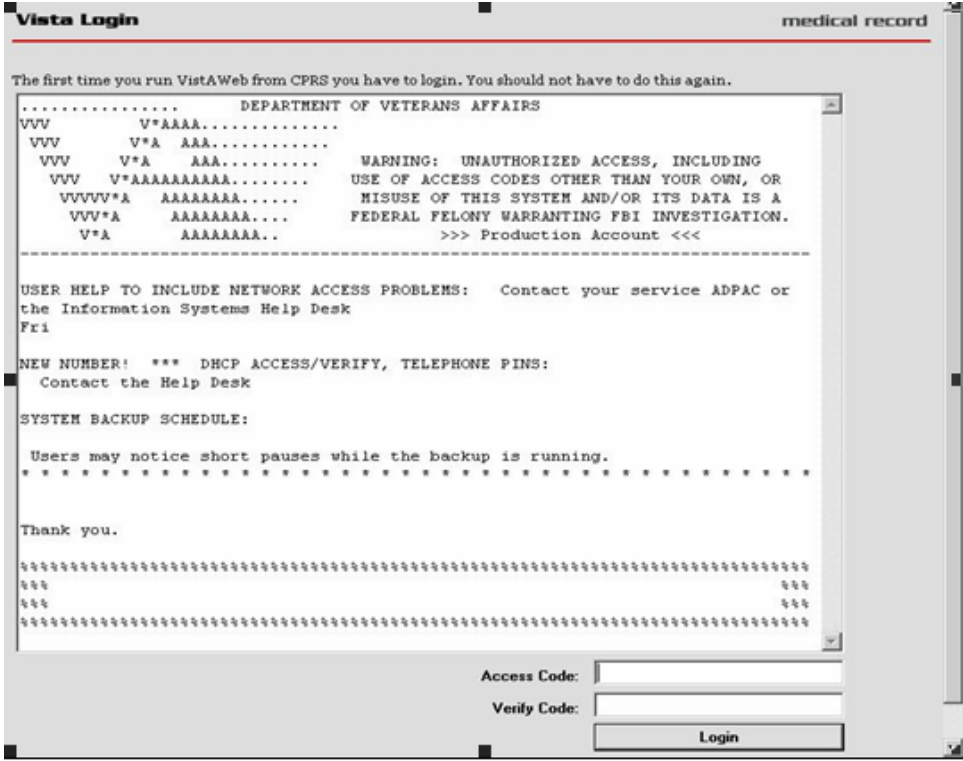 Vista Login
medical record
The first time you run VistAWeb from CPRS you have to login. You should not have to do this again.
................ DEPARTMENT OF VETERANS AFFAIRS
VVV V*AAAA..............
VVV V*A AAA............
VVV V*A AAA.......... WARNING: UNAUTHORIZED ACCESS, INCLUDING
VVV V*AAAAAAAAAA........ USE OF ACCESS CODES OTHER THAN YOUR OWN, OR
VVVVV*A AAAAAAAA...... MISUSE OF THIS SYSTEM AND/OR ITS DATA IS A
VVV*A AAAAAAAA.... FEDERAL FELONY WARRANTING FBI INVESTIGATION.
V*A AAAAAAAA.. >>> Production Account <<<
-------------------------------------------------------------------------------
USER HELP TO INCLUDE NETWORK ACCESS PROBLEMS: Contact your service ADPAC or
the Information Systems Help Desk
Fri
NEW NUMBER! *** DHCP ACCESS/VERIFY, TELEPHONE PINS:
Contact the Help Desk
SYSTEM BACKUP SCHEDULE:
Users may notice short pauses while the backup is running.
* * * * * * * * * * * * * * * * * * * * * * * * * * * * * * * * * * * * * * * *
Thank you.
%%%%%%%%%%%%%%%%%%%%%%%%%%%%%%%%%%%%%%%%%%%%%%%%%%%%%%%%%%%%%%%%%%%%%%%%%%%%%%%
%%% %%%
%%% %%%
%%%%%%%%%%%%%%%%%%%%%%%%%%%%%%%%%%%%%%%%%%%%%%%%%%%%%%%%%%%%%%%%%%%%%%%%%%%%%%%
Access Code:
Verify Code:
Login